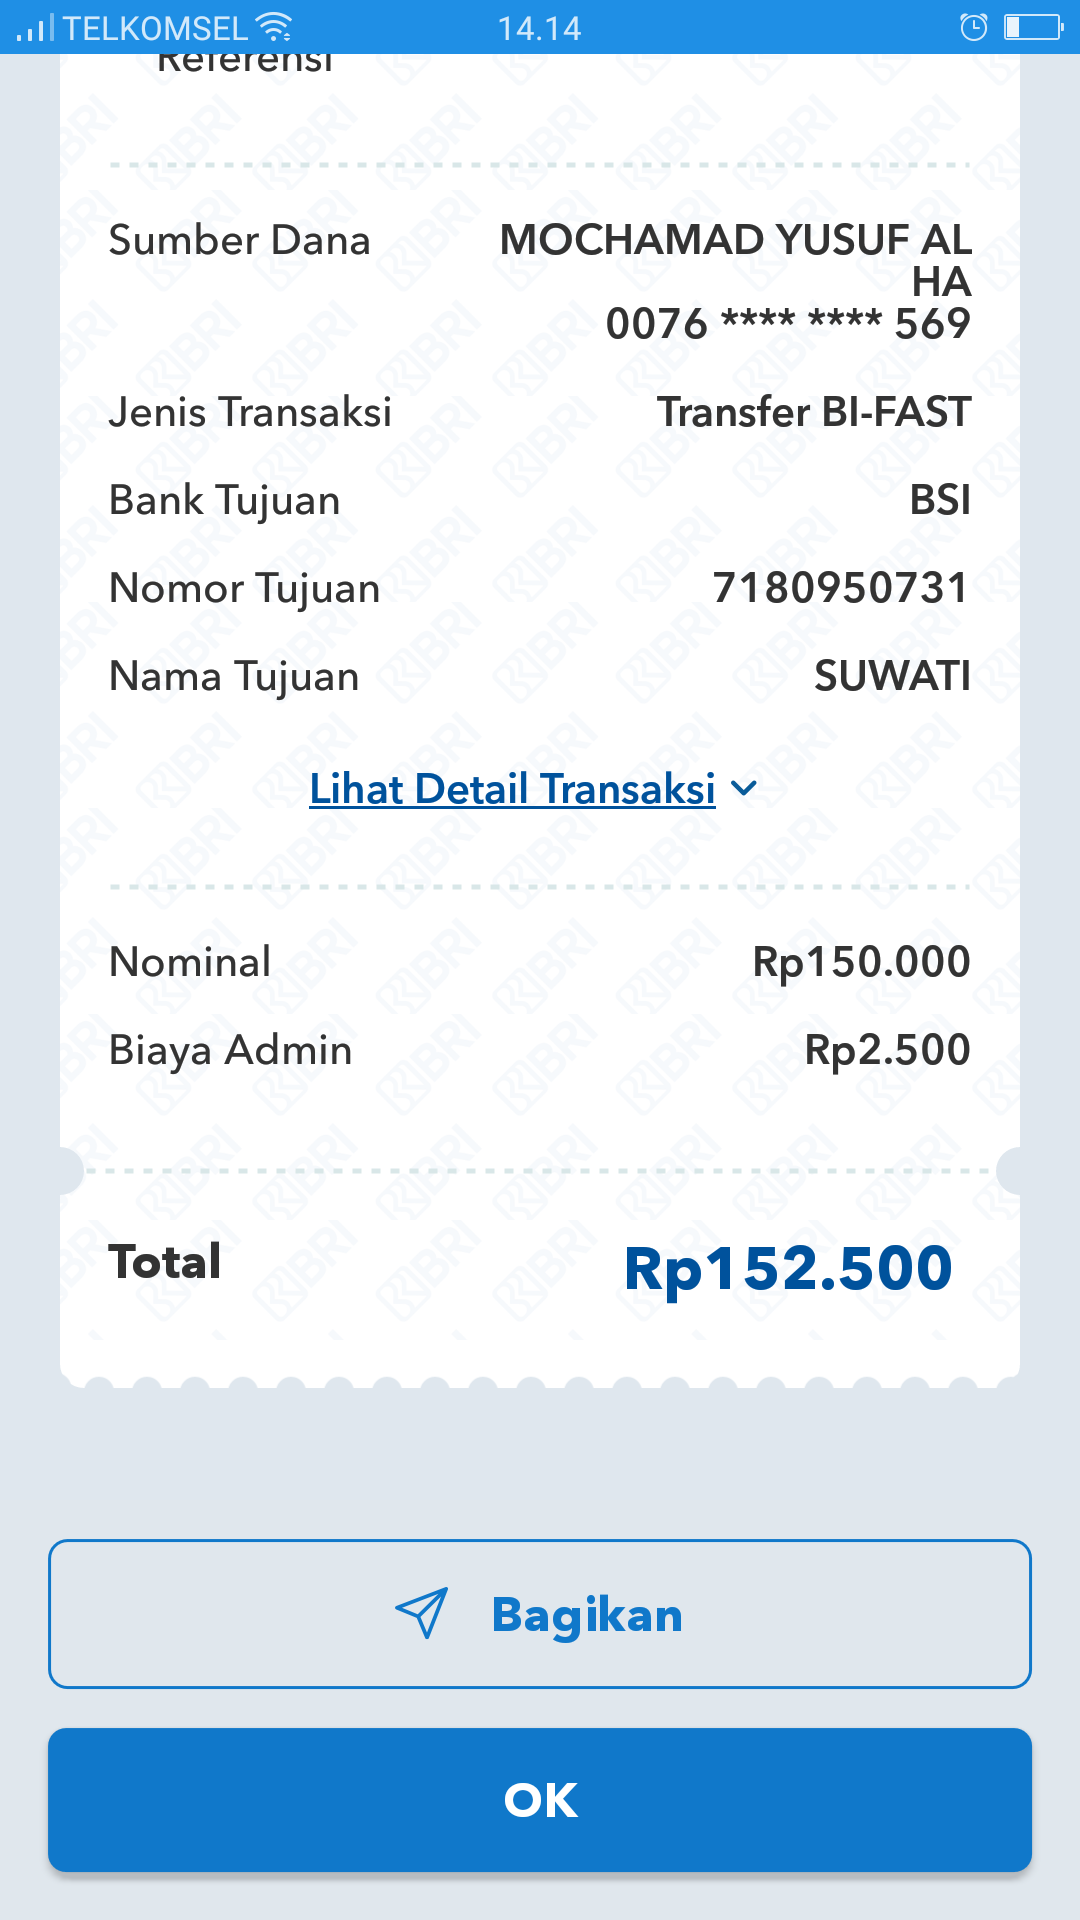 TELKOMSEL 14.14
Referensi
Sumber Dana MOCHAMAD YUSUF AL
HA
0076 **** **** 569
Jenis Transaksi Transfer BI-FAST
Bank Tujuan BSI
Nomor Tujuan 7180950731
Nama Tujuan SUWATI
Lihat Detail Transaksi
Nominal Rp150.000
Biaya Admin Rp2.500
Total Rp152.500
Bagikan
OK